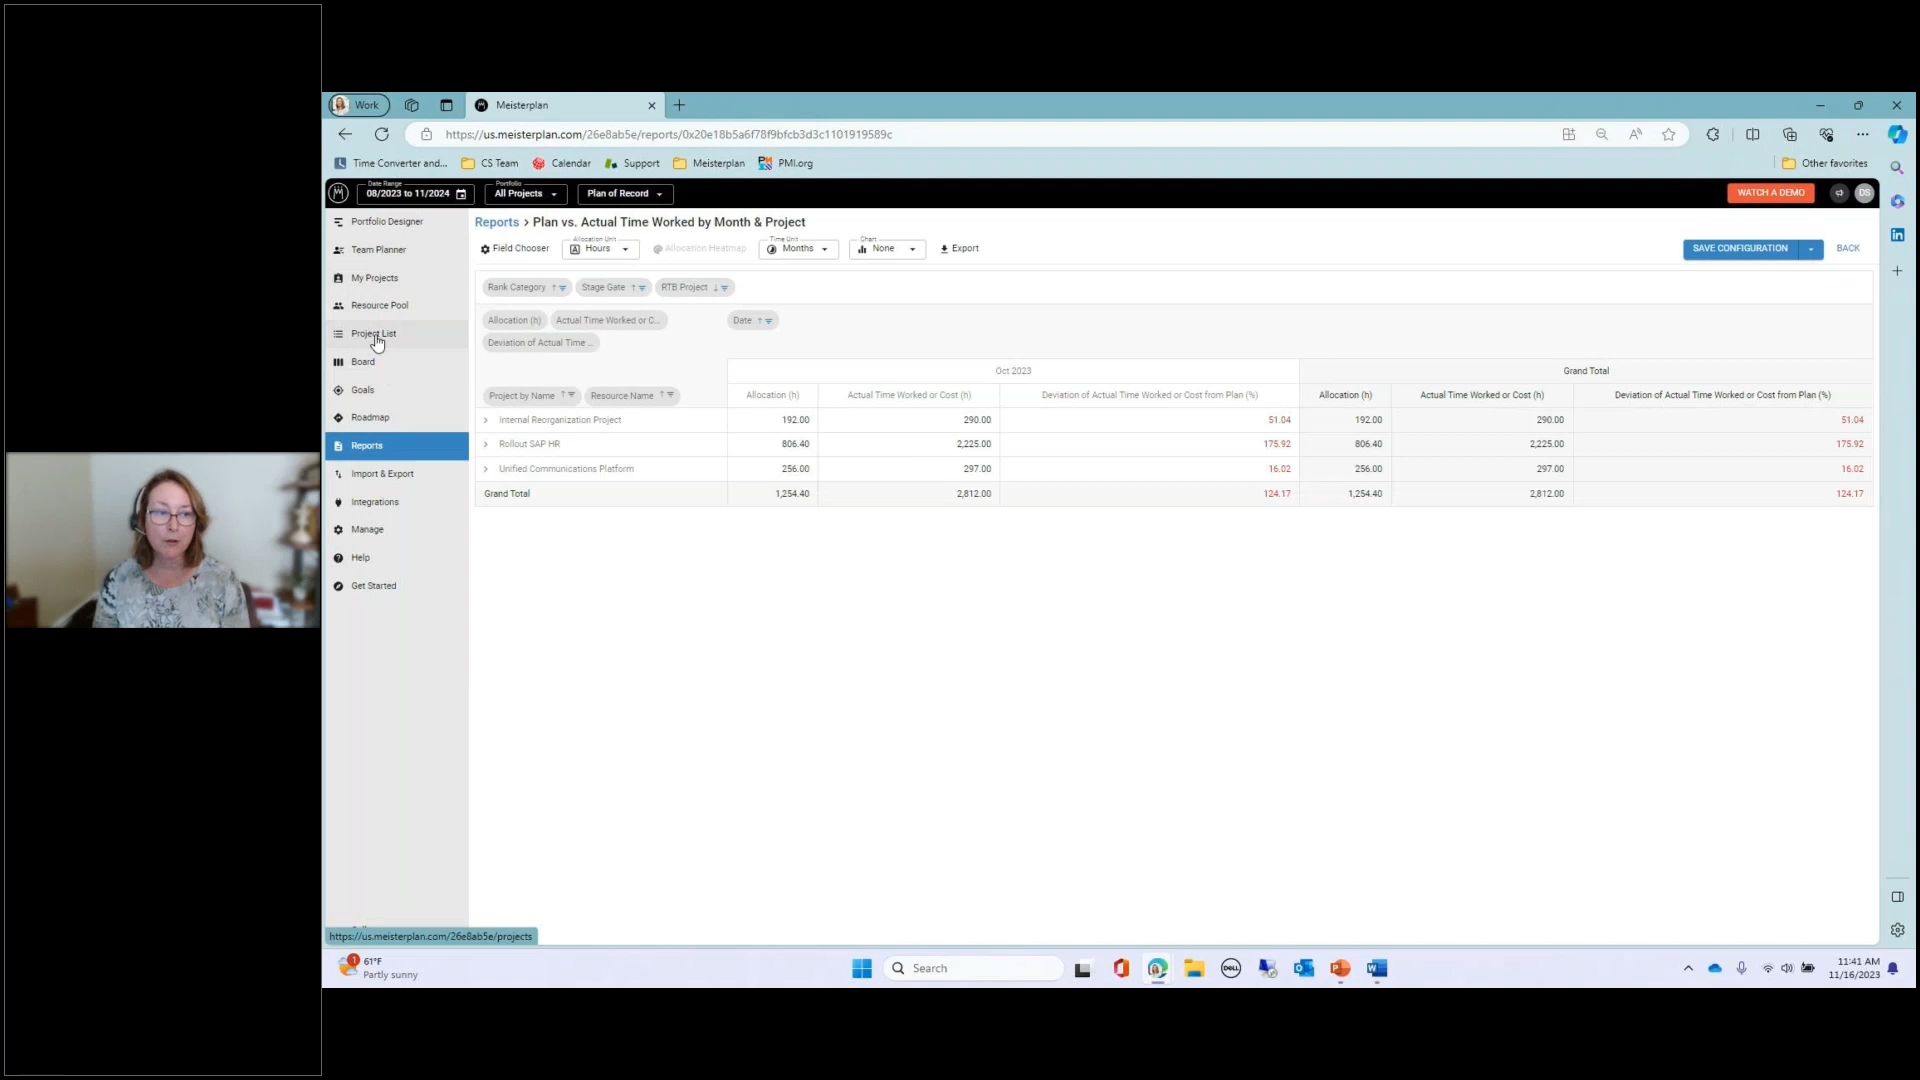 Work
Meisterplan
https://us.meisterplan.com/26e8ab5e/reports/0x20e18b5a6f78f9bfcb3d3c1101919589c
Time Converter and...
CS Team
Calendar
Support
Meisterplan
PMI.org
Other favorites
Date Range
08/2023 to 11/2024
Portfolio
All Projects
Plan of Record
WATCH A DEMO
DS
Portfolio Designer
Team Planner
My Projects
Resource Pool
Project List
Board
Goals
Roadmap
Reports
Import & Export
Integrations
Manage
Help
Get Started
Reports > Plan vs. Actual Time Worked by Month & Project
Field Chooser
Allocation Unit
Hours
Allocation Heatmap
Time Unit
Months
Chart
None
Export
SAVE CONFIGURATION
BACK
Rank Category
Stage Gate
RTB Project
Allocation (h)
Actual Time Worked or C...
Deviation of Actual Time ...
Date
Oct 2023
Grand Total
Project by Name
Resource Name
Allocation (h) Actual Time Worked or Cost (h) Deviation of Actual Time Worked or Cost from Plan (%) Allocation (h) Actual Time Worked or Cost (h) Deviation of Actual Time Worked or Cost from Plan (%)
Internal Reorganization Project 192.00 290.00 51.04 192.00 290.00 51.04
Rollout SAP HR 806.40 2,225.00 175.92 806.40 2,225.00 175.92
Unified Communications Platform 256.00 297.00 16.02 256.00 297.00 16.02
Grand Total 1,254.40 2,812.00 124.17 1,254.40 2,812.00 124.17
https://us.meisterplan.com/26e8ab5e/projects
1
61°F
Partly sunny
Search
DELL
11:41 AM
11/16/2023